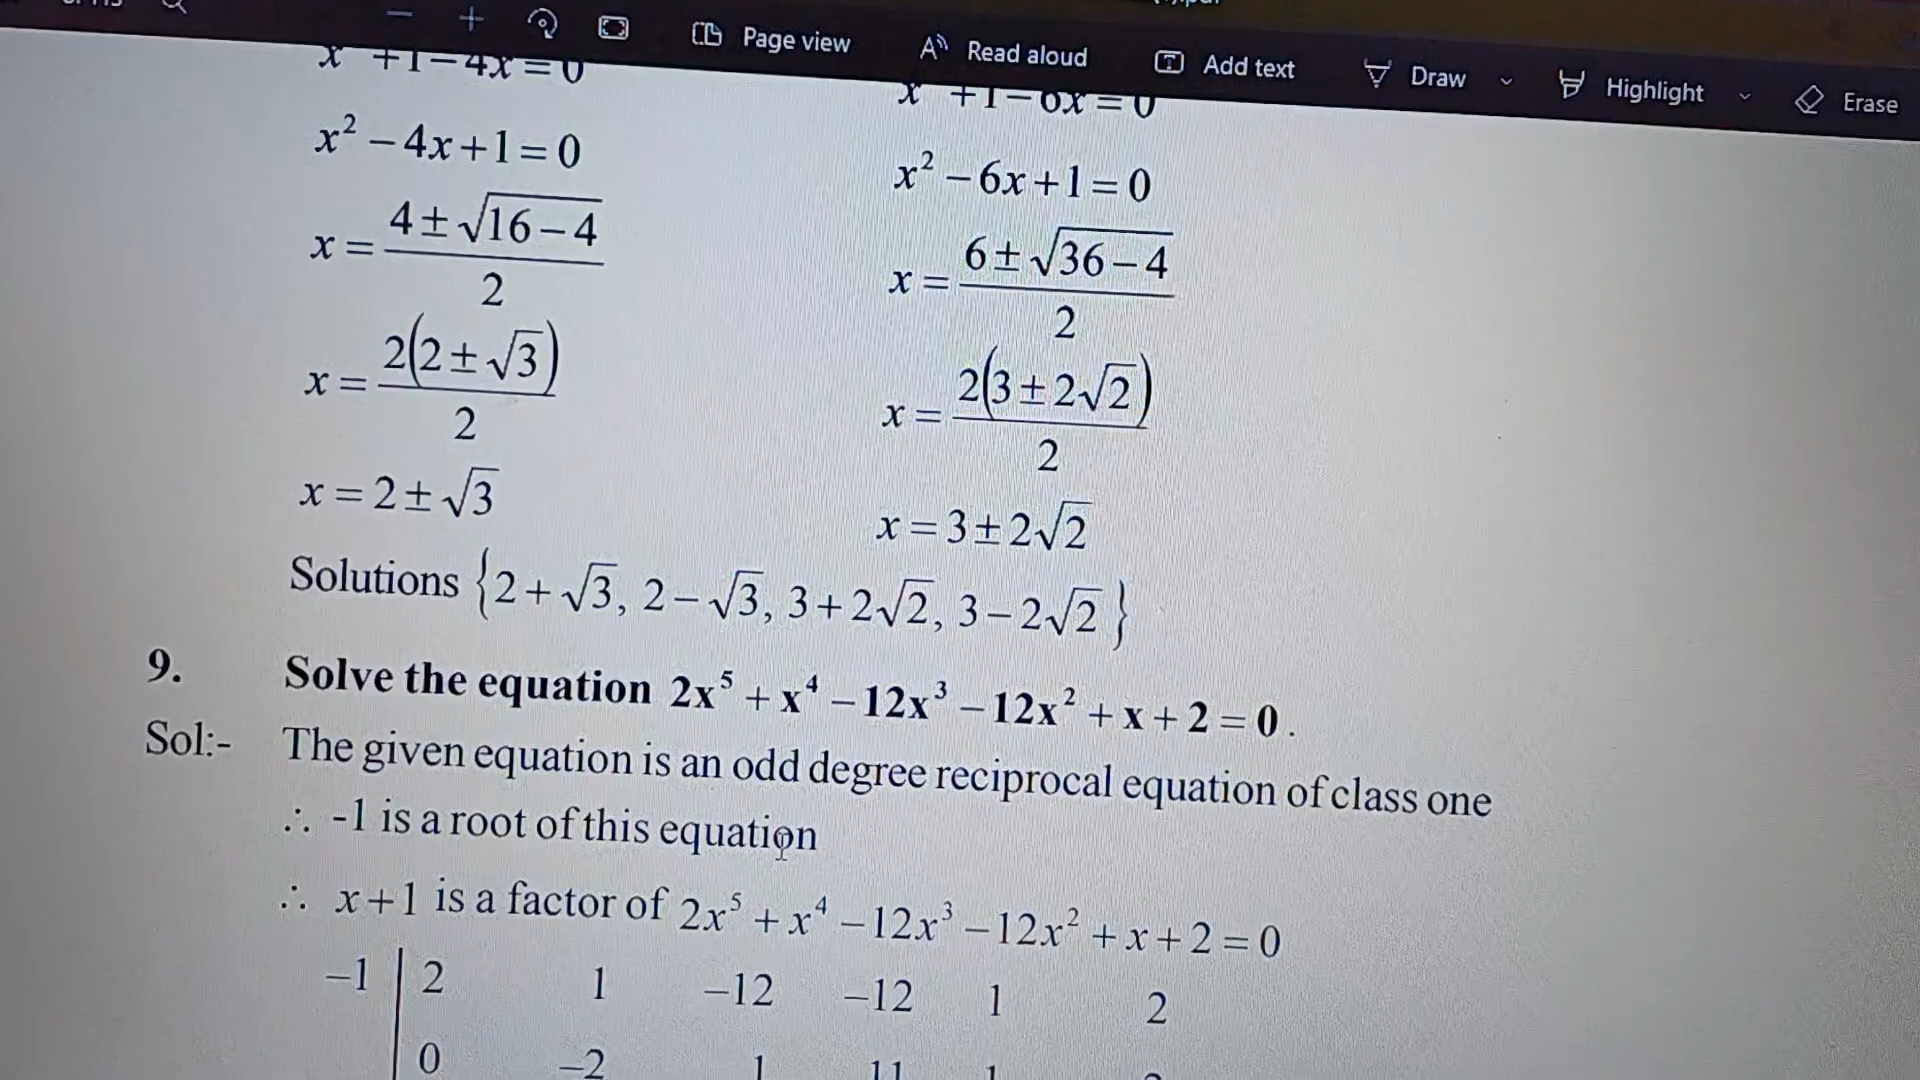 Page view Read aloud Add text Draw Highlight Erase
x² − 4x + 1 = 0
x = (4 ± √(16 − 4)) / 2
x = 2(2 ± √3) / 2
x = 2 ± √3
x² − 6x + 1 = 0
x = (6 ± √(36 − 4)) / 2
x = 2(3 ± 2√2) / 2
x = 3 ± 2√2
Solutions {2 + √3, 2 − √3, 3 + 2√2, 3 − 2√2}
9. Solve the equation 2x⁵ + x⁴ − 12x³ − 12x² + x + 2 = 0.
Sol:- The given equation is an odd degree reciprocal equation of class one
∴ -1 is a root of this equation
∴ x+1 is a factor of 2x⁵ + x⁴ − 12x³ − 12x² + x + 2 = 0
−1 | 2 1 −12 −12 1 2
0 −2 1 11 1